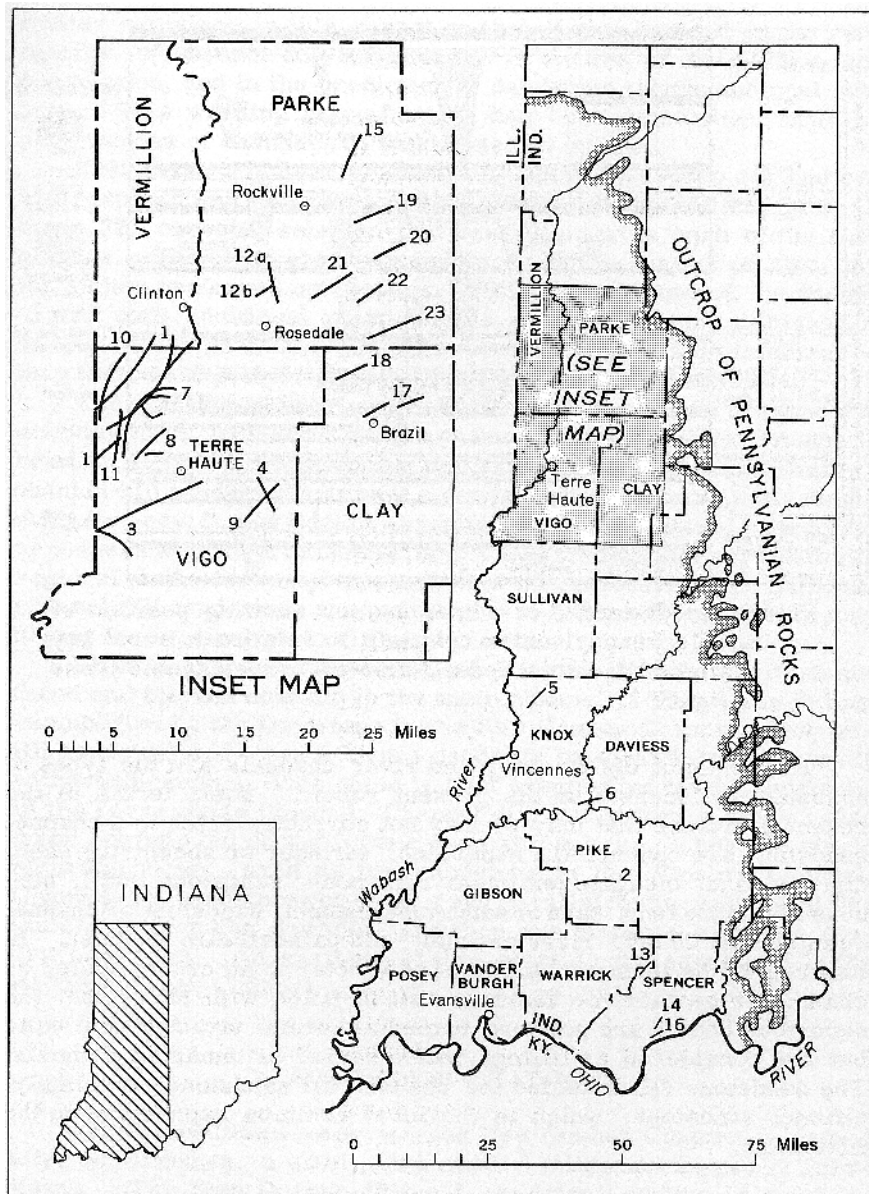 VERMILLION
PARKE
15
Rockville
19
20
12a
21
12b
22
Clinton
Rosedale
23
10
1
18
7
17
Brazil
8
TERRE
HAUTE
1
11
4
9
3
CLAY
VIGO
INSET MAP
0 5 10 15 20 25 Miles
INDIANA
ILL.
IND.
OUTCROP OF PENNSYLVANIAN ROCKS
VERMILLION
PARKE
(SEE
INSET
MAP)
Terre
Haute
CLAY
VIGO
SULLIVAN
5
KNOX
DAVIESS
Vincennes
River
6
Wabash
PIKE
2
GIBSON
13
POSEY
VANDER
BURGH
WARRICK
SPENCER
Evansville
14
16
IND.
KY.
OHIO
RIVER
0 25 50 75 Miles